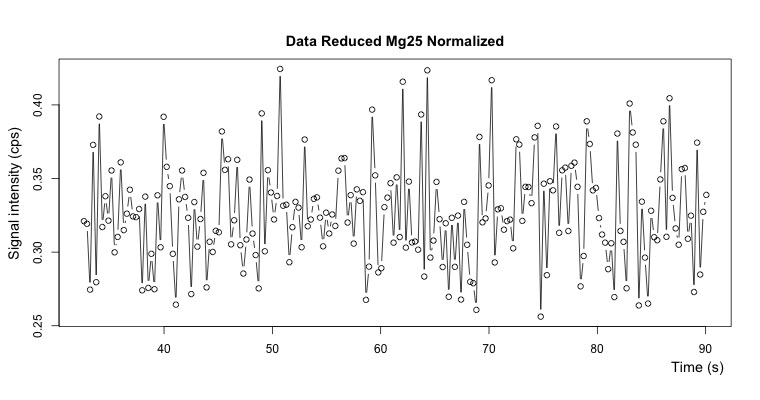 Data Reduced Mg25 Normalized
Signal intensity (cps)
0.40
0.35
0.30
0.25
40 50 60 70 80 90
Time (s)